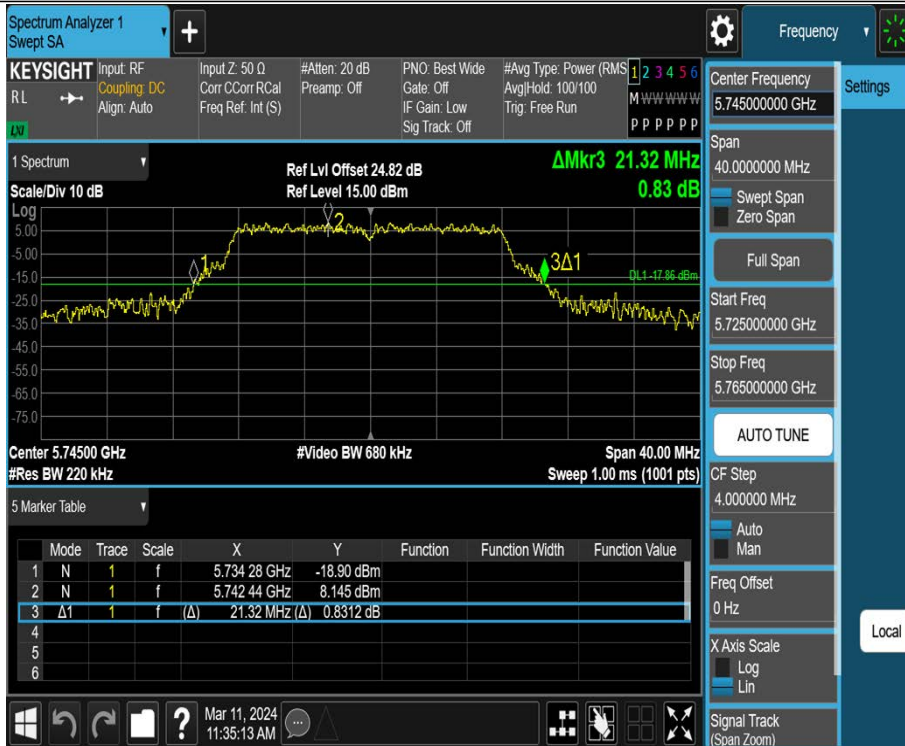 Spectrum Analyzer 1
Swept SA
+
Frequency
KEYSIGHT
RL
LXI
Input: RF
Coupling: DC
Align: Auto
Input Z: 50 Ω
Corr CCorr RCal
Freq Ref: Int (S)
#Atten: 20 dB
Preamp: Off
PNO: Best Wide
Gate: Off
IF Gain: Low
Sig Track: Off
#Avg Type: Power (RMS
Avg|Hold: 100/100
Trig: Free Run
1 2 3 4 5 6
M W W W W W
P P P P P P
Center Frequency
5.745000000 GHz
Settings
Span
40.0000000 MHz
Swept Span
Zero Span
Full Span
Start Freq
5.725000000 GHz
Stop Freq
5.765000000 GHz
AUTO TUNE
CF Step
4.000000 MHz
Auto
Man
Freq Offset
0 Hz
X Axis Scale
Log
Lin
Signal Track
(Span Zoom)
Local
1 Spectrum
Scale/Div 10 dB
Ref Lvl Offset 24.82 dB
Ref Level 15.00 dBm
ΔMkr3 21.32 MHz
0.83 dB
Log
5.00
-5.00
-15.0
-25.0
-35.0
-45.0
-55.0
-65.0
-75.0
1
2
3Δ1
DL1 -17.86 dBm
Center 5.74500 GHz
#Video BW 680 kHz
Span 40.00 MHz
#Res BW 220 kHz
Sweep 1.00 ms (1001 pts)
5 Marker Table
Mode Trace Scale X Y Function Function Width Function Value
1 N 1 f 5.734 28 GHz -18.90 dBm
2 N 1 f 5.742 44 GHz 8.145 dBm
3 Δ1 1 f (Δ) 21.32 MHz (Δ) 0.8312 dB
4
5
6
?
Mar 11, 2024
11:35:13 AM